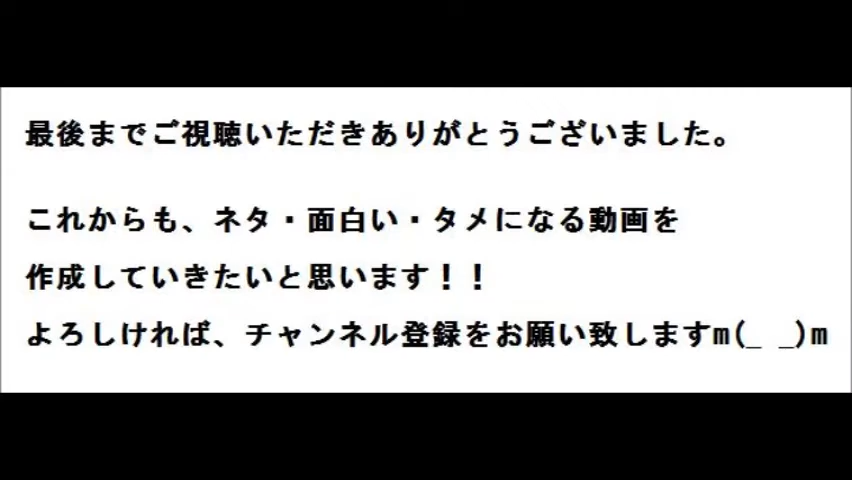 最後までご視聴いただきありがとうございました。
これからも、ネタ・面白い・タメになる動画を
作成していきたいと思います！！
よろしければ、チャンネル登録をお願い致しますm(_ _)m